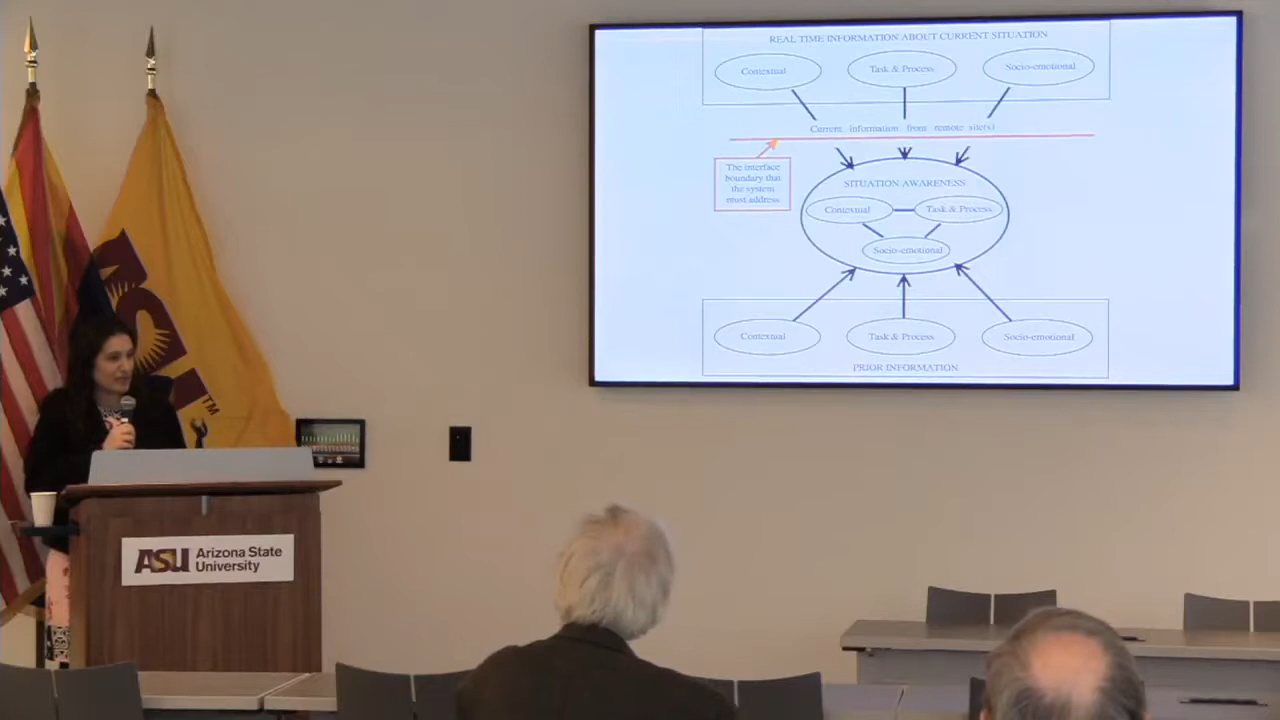 REAL TIME INFORMATION ABOUT CURRENT SITUATION
Contextual
Task & Process
Socio-emotional
Current information from remote site(s)
The interface
boundary that
the system
must address
SITUATION AWARENESS
Contextual
Task & Process
Socio-emotional
Contextual
Task & Process
Socio-emotional
PRIOR INFORMATION
ASU
TM
ASU Arizona State
University